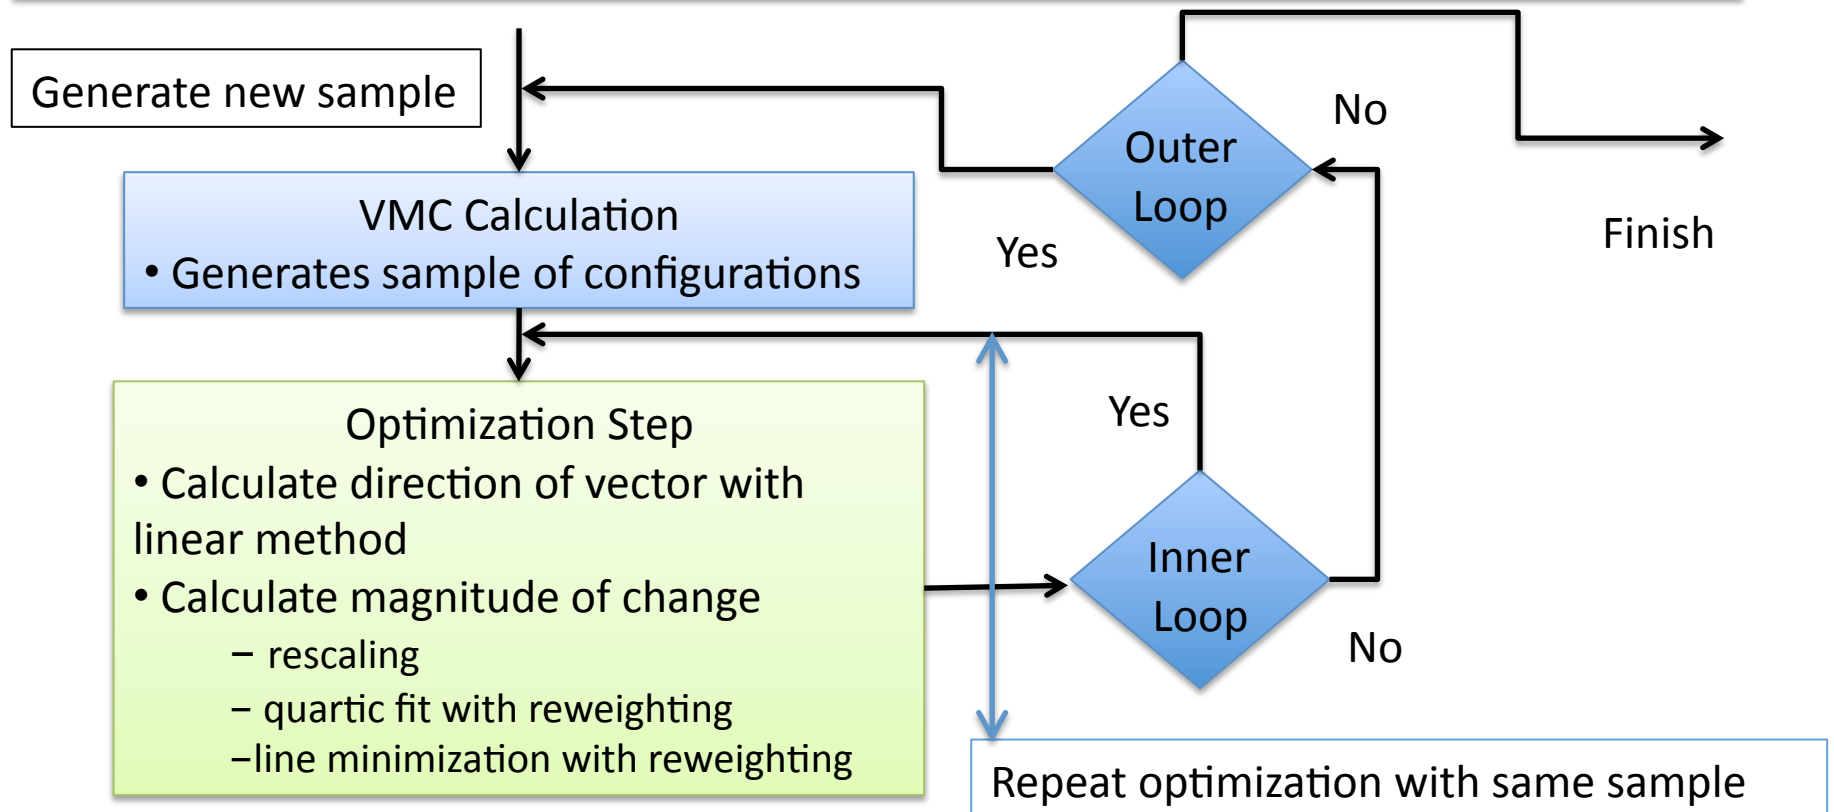 Generate new sample
VMC Calculation
• Generates sample of configurations
Optimization Step
• Calculate direction of vector with
linear method
• Calculate magnitude of change
– rescaling
– quartic fit with reweighting
–line minimization with reweighting
Outer
Loop
No
Yes
Finish
Yes
Inner
Loop
No
Repeat optimization with same sample